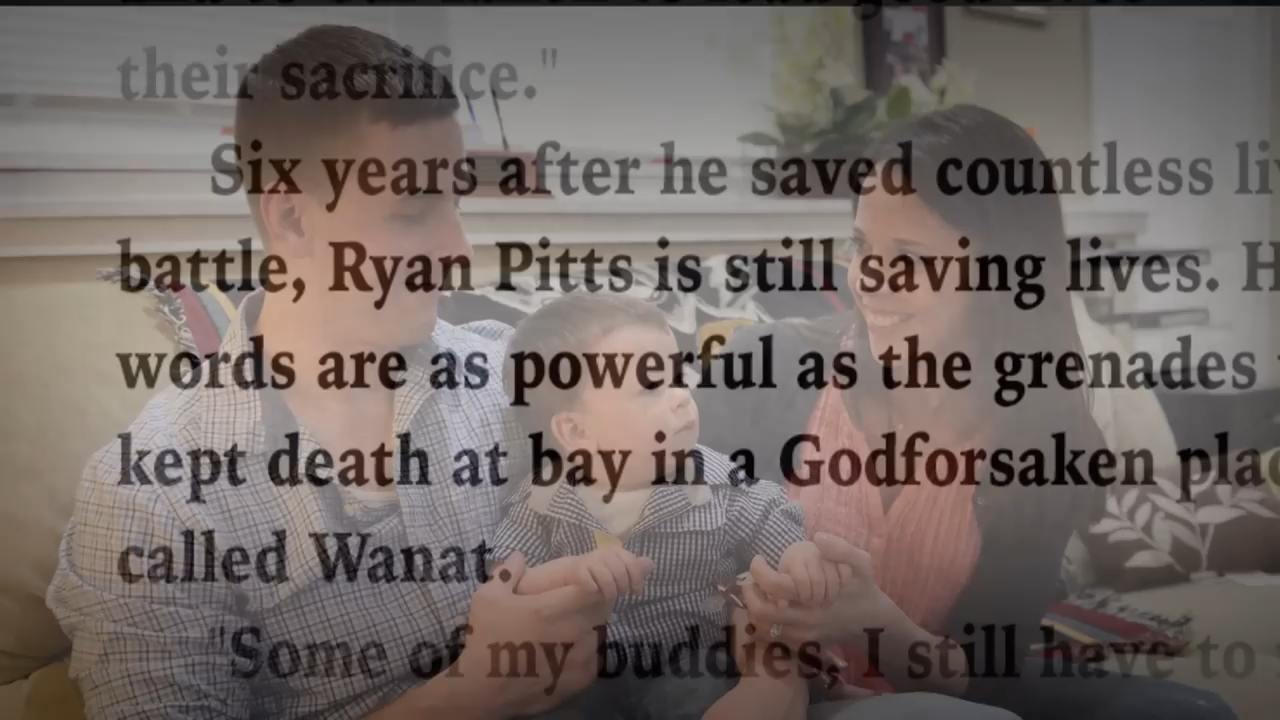 their sacrifice."
Six years after he saved countless
battle, Ryan Pitts is still saving lives.
words are as powerful as the grenades
kept death at bay in a Godforsaken
called Wanat.
"Some of my buddies, I still have to